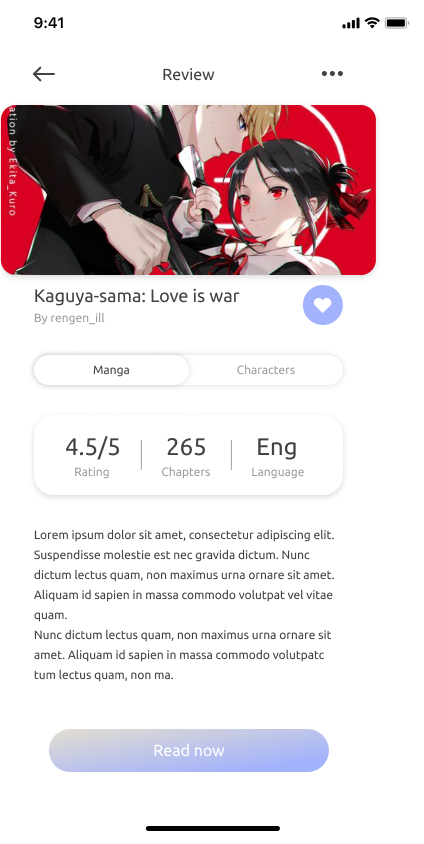 9:41
Review
ation by Ekita_Kuro
Kaguya-sama: Love is war
By rengen_ill
Manga
Characters
4.5/5
265
Eng
Rating
Chapters
Language
Lorem ipsum dolor sit amet, consectetur adipiscing elit.
Suspendisse molestie est nec gravida dictum. Nunc
dictum lectus quam, non maximus urna ornare sit amet.
Aliquam id sapien in massa commodo volutpat vel vitae
quam.
Nunc dictum lectus quam, non maximus urna ornare sit
amet. Aliquam id sapien in massa commodo volutpatc
tum lectus quam, non ma.
Read now